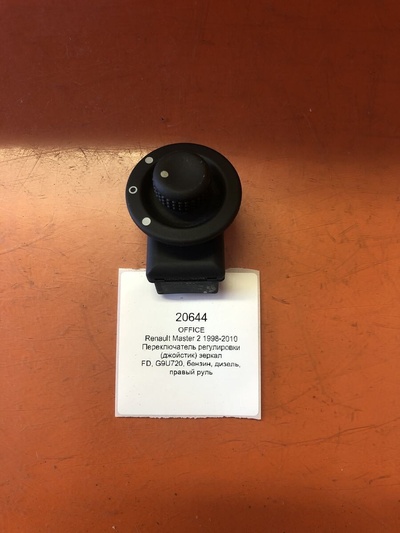 20644
OFFICE
Renault Master 2 1998-2010
Переключатель регулировки
(джойстик) зеркал
FD, G9U720, бензин, дизель,
правый руль